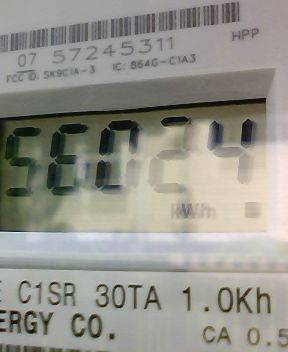 HPP
07 57245311
FCC ID: SK9C1A-3 IC: 864G-C1A3
56024
kWh
E C1SR 30TA 1.0Kh
ERGY CO.
CA 0.5